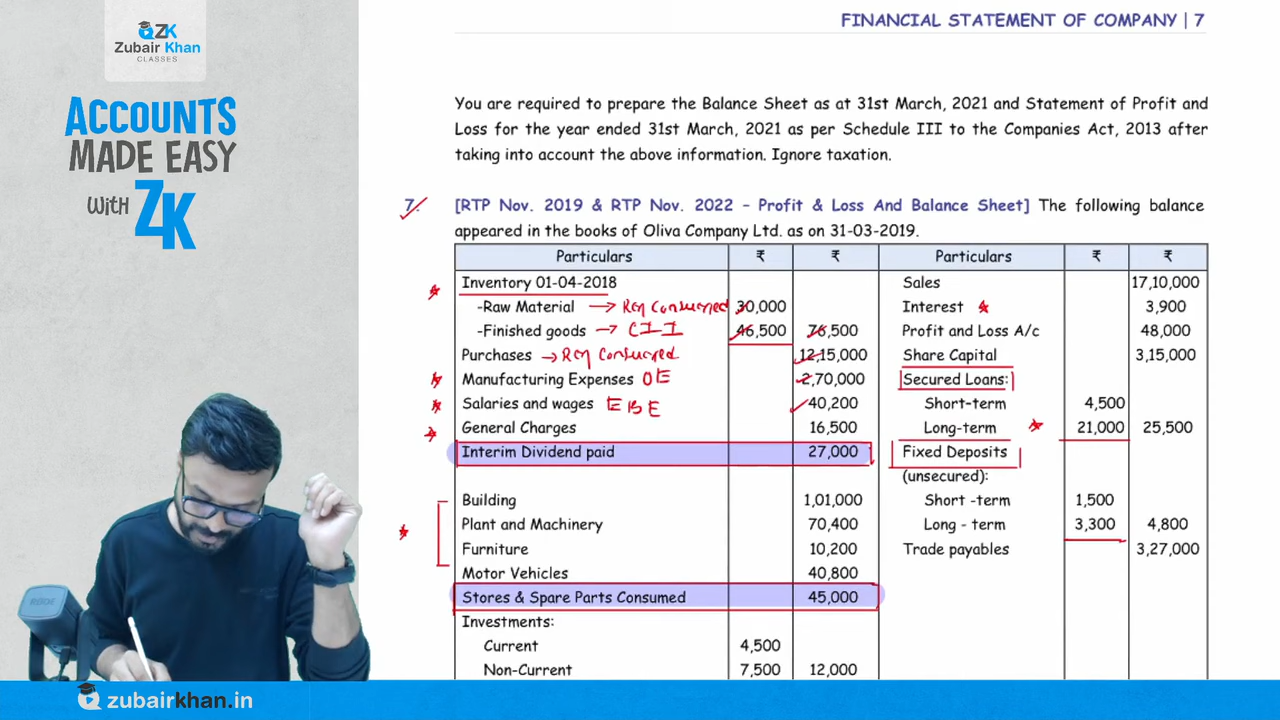 ZK
Zubair Khan
CLASSES
ACCOUNTS
MADE EASY
WITH ZK
FINANCIAL STATEMENT OF COMPANY | 7
You are required to prepare the Balance Sheet as at 31st March, 2021 and Statement of Profit and
Loss for the year ended 31st March, 2021 as per Schedule III to the Companies Act, 2013 after
taking into account the above information. Ignore taxation.
7. [RTP Nov. 2019 & RTP Nov. 2022 – Profit & Loss And Balance Sheet] The following balance
appeared in the books of Oliva Company Ltd. as on 31-03-2019.
Particulars ₹ ₹ Particulars ₹ ₹
Inventory 01-04-2018 Sales 17,10,000
-Raw Material → RM Consumed 30,000 Interest 3,900
-Finished goods → CII 46,500 76,500 Profit and Loss A/c 48,000
Purchases → RM Consumed 12,15,000 Share Capital 3,15,000
Manufacturing Expenses OE 2,70,000 Secured Loans:
Salaries and wages EBE 40,200 Short-term 4,500
General Charges 16,500 Long-term 21,000 25,500
Interim Dividend paid 27,000 Fixed Deposits
(unsecured):
Building 1,01,000 Short -term 1,500
Plant and Machinery 70,400 Long - term 3,300 4,800
Furniture 10,200 Trade payables 3,27,000
Motor Vehicles 40,800
Stores & Spare Parts Consumed 45,000
Investments:
Current 4,500
Non-Current 7,500 12,000
RØDE
zubairkhan.in